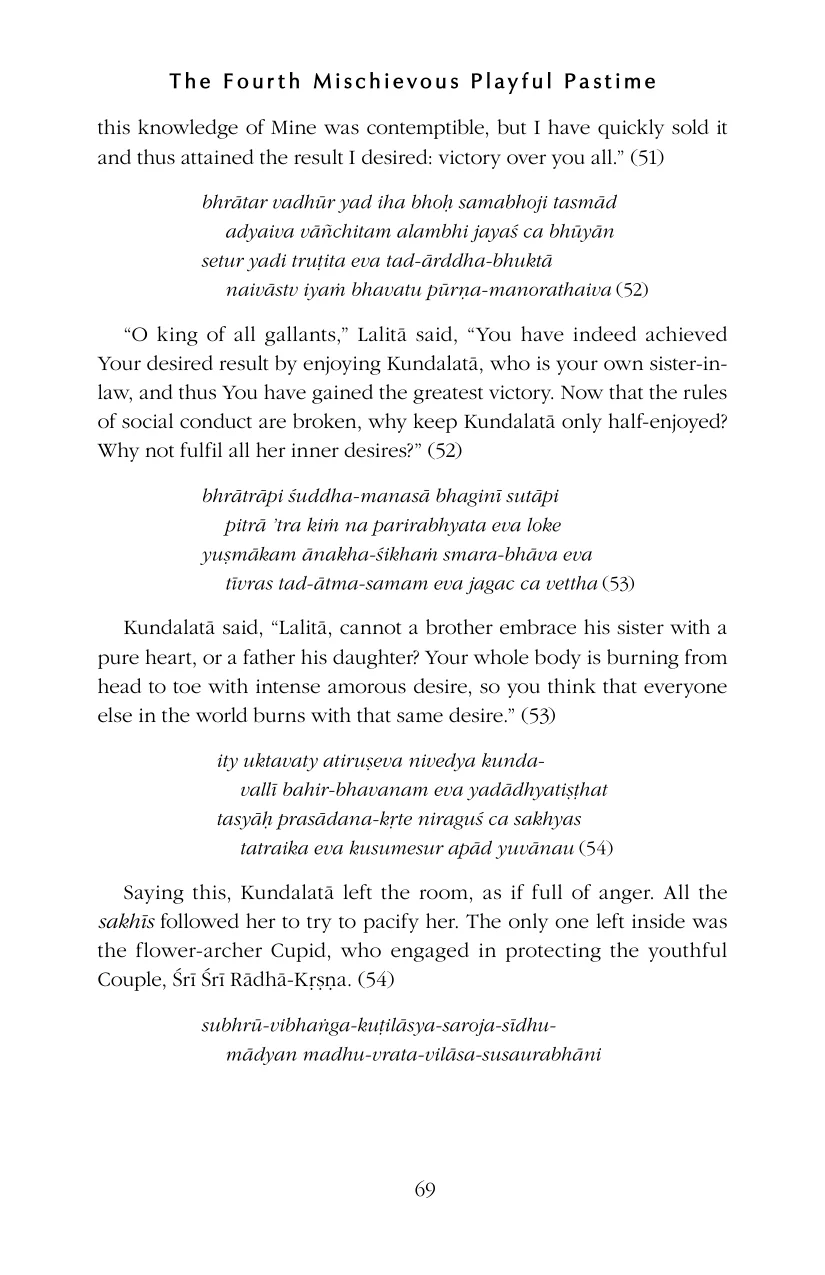 The Fourth Mischievous Playful Pastime
this knowledge of Mine was contemptible, but I have quickly sold it
and thus attained the result I desired: victory over you all.” (51)
bhrātar vadhūr yad iha bhoḥ samabhoji tasmād
adyaiva vāñchitam alambhi jayaś ca bhūyān
setur yadi truṭita eva tad-ārddha-bhuktā
naivāstv iyaṁ bhavatu pūrṇa-manorathaiva (52)
“O king of all gallants,” Lalitā said, “You have indeed achieved
Your desired result by enjoying Kundalatā, who is your own sister-in-
law, and thus You have gained the greatest victory. Now that the rules
of social conduct are broken, why keep Kundalatā only half-enjoyed?
Why not fulfil all her inner desires?” (52)
bhrātrāpi śuddha-manasā bhaginī sutāpi
pitrā ’tra kiṁ na parirabhyata eva loke
yuṣmākam ānakha-śikhaṁ smara-bhāva eva
tīvras tad-ātma-samam eva jagac ca vettha (53)
Kundalatā said, “Lalitā, cannot a brother embrace his sister with a
pure heart, or a father his daughter? Your whole body is burning from
head to toe with intense amorous desire, so you think that everyone
else in the world burns with that same desire.” (53)
ity uktavaty atiruṣeva nivedya kunda-
vallī bahir-bhavanam eva yadādhyatiṣṭhat
tasyāḥ prasādana-kṛte niraguś ca sakhyas
tatraika eva kusumesur apād yuvānau (54)
Saying this, Kundalatā left the room, as if full of anger. All the
sakhīs followed her to try to pacify her. The only one left inside was
the flower-archer Cupid, who engaged in protecting the youthful
Couple, Śrī Śrī Rādhā-Kṛṣṇa. (54)
subhrū-vibhaṅga-kuṭilāsya-saroja-sīdhu-
mādyan madhu-vrata-vilāsa-susaurabhāni
69